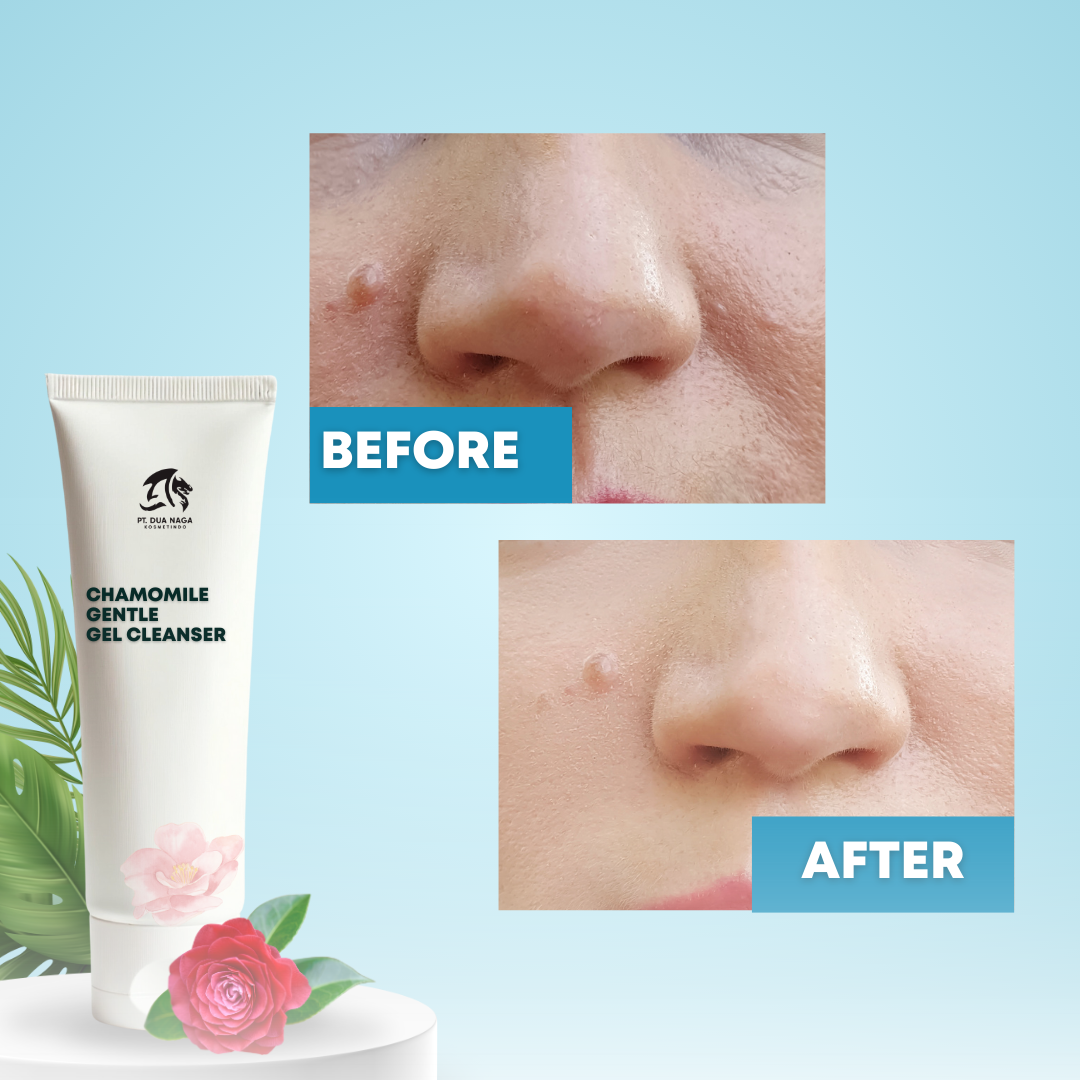 BEFORE
PT. DUA NAGA
KOSMETINDO
CHAMOMILE
GENTLE
GEL CLEANSER
AFTER